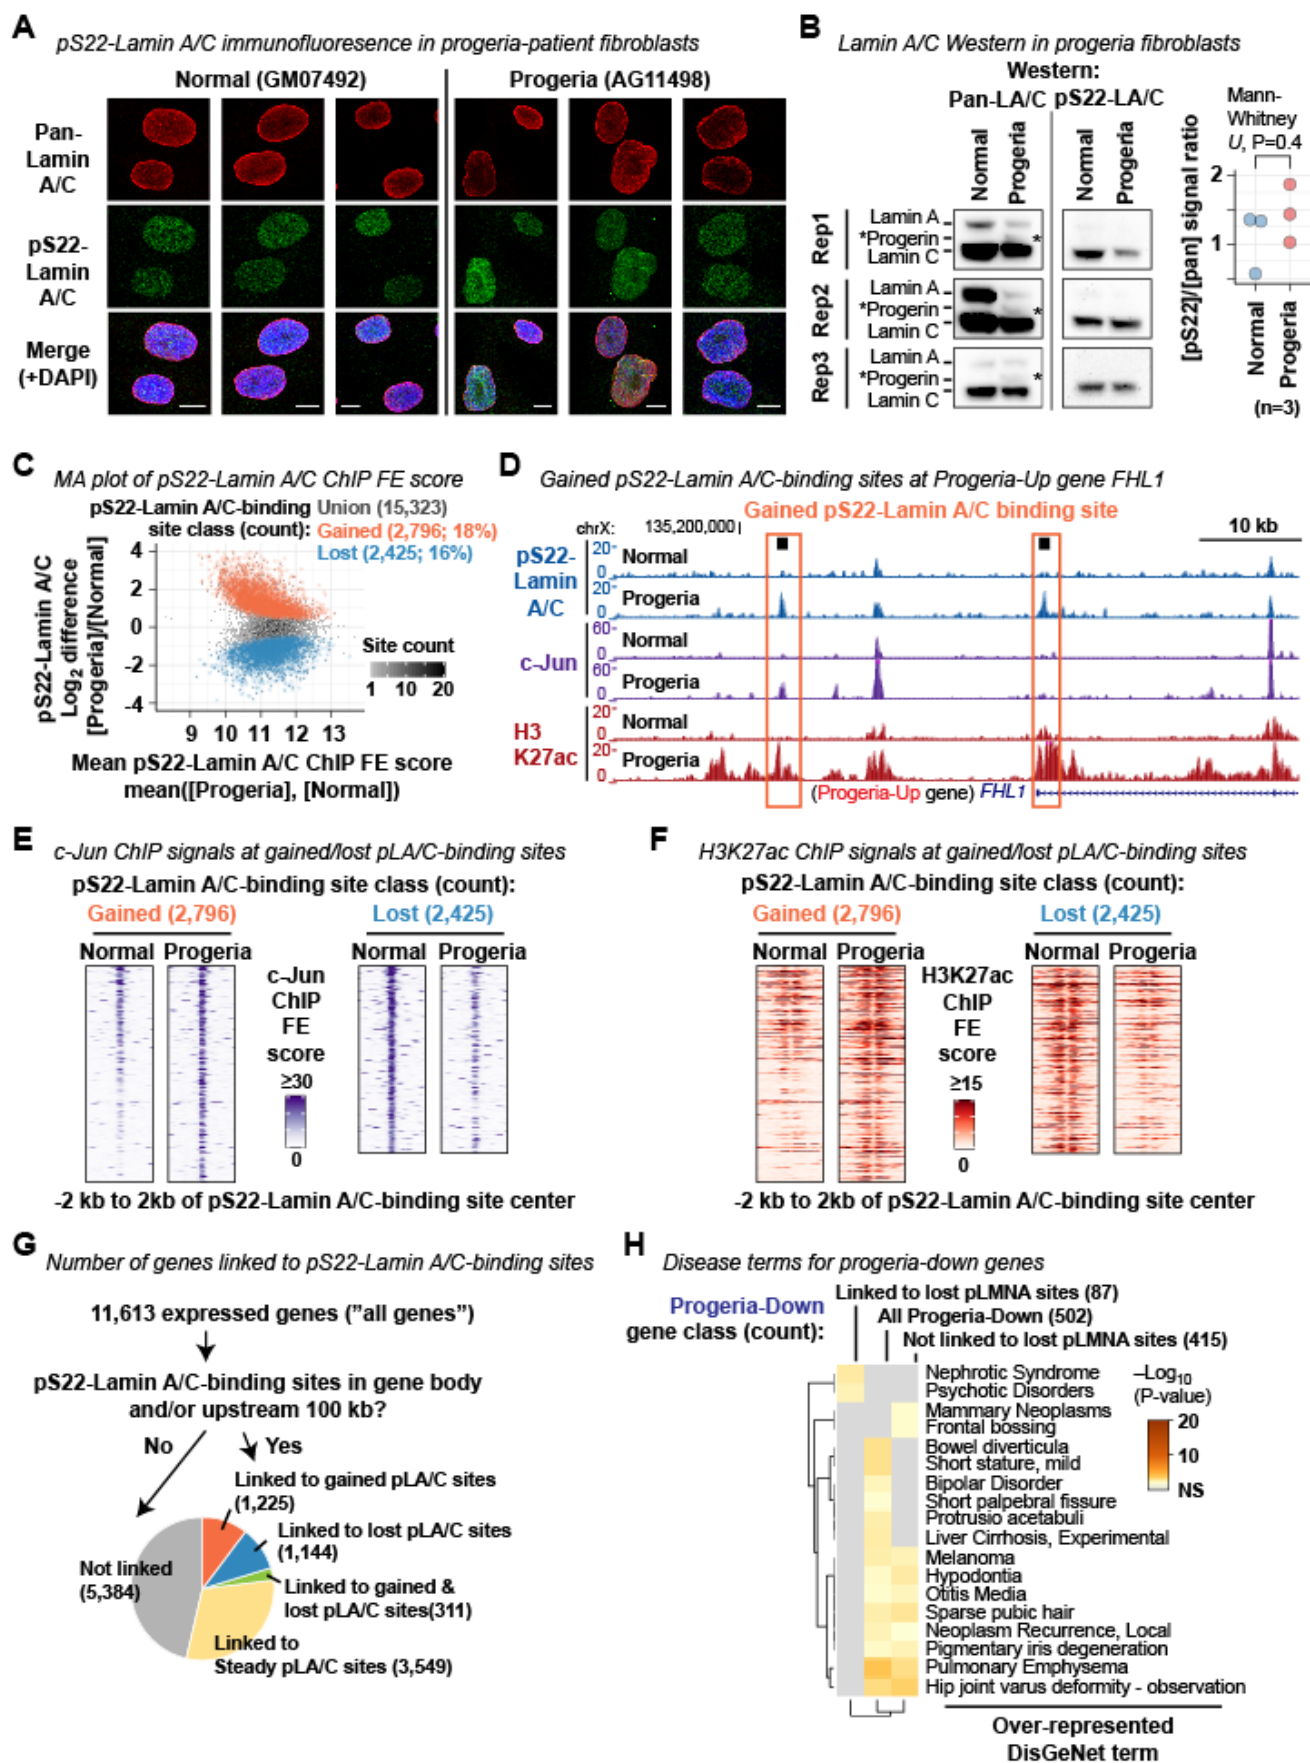 A
pS22-Lamin A/C immunofluoresence in progeria-patient fibroblasts
Normal (GM07492)
Progeria (AG11498)
Pan-
Lamin
A/C
pS22-
Lamin
A/C
Merge
(+DAPI)
B
Lamin A/C Western in progeria fibroblasts
Western:
Pan-LA/C
pS22-LA/C
Normal
Progeria
Normal
Progeria
Rep1
Lamin A
*Progerin
Lamin C
*
Rep2
Lamin A
*Progerin
Lamin C
*
Rep3
Lamin A
*Progerin
Lamin C
*
Mann-
Whitney
U, P=0.4
[pS22]/[pan] signal ratio
2
1
Normal
Progeria
(n=3)
C
MA plot of pS22-Lamin A/C ChIP FE score
pS22-Lamin A/C-binding
site class (count):
Union (15,323)
Gained (2,796; 18%)
Lost (2,425; 16%)
pS22-Lamin A/C
Log2 difference
[Progeria]/[Normal]
4
2
0
-2
-4
Site count
1 10 20
9 10 11 12 13
Mean pS22-Lamin A/C ChIP FE score
mean([Progeria], [Normal])
D
Gained pS22-Lamin A/C-binding sites at Progeria-Up gene FHL1
Gained pS22-Lamin A/C binding site
chrX: 135,200,000
10 kb
pS22-
Lamin
A/C
20
0
Normal
20
0
Progeria
c-Jun
60
0
Normal
60
0
Progeria
H3
K27ac
20
0
Normal
20
0
Progeria
(Progeria-Up gene) FHL1
E
c-Jun ChIP signals at gained/lost pLA/C-binding sites
pS22-Lamin A/C-binding site class (count):
Gained (2,796)
Lost (2,425)
Normal Progeria
Normal Progeria
c-Jun
ChIP
FE
score
≥30
0
-2 kb to 2kb of pS22-Lamin A/C-binding site center
F
H3K27ac ChIP signals at gained/lost pLA/C-binding sites
pS22-Lamin A/C-binding site class (count):
Gained (2,796)
Lost (2,425)
Normal Progeria
Normal Progeria
H3K27ac
ChIP
FE
score
≥15
0
-2 kb to 2kb of pS22-Lamin A/C-binding site center
G
Number of genes linked to pS22-Lamin A/C-binding sites
11,613 expressed genes ("all genes")
pS22-Lamin A/C-binding sites in gene body
and/or upstream 100 kb?
No
Yes
Linked to gained pLA/C sites
(1,225)
Linked to lost pLA/C sites
(1,144)
Linked to gained &
lost pLA/C sites(311)
Not linked
(5,384)
Linked to
Steady pLA/C sites (3,549)
H
Disease terms for progeria-down genes
Progeria-Down
gene class (count):
Linked to lost pLMNA sites (87)
All Progeria-Down (502)
Not linked to lost pLMNA sites (415)
Nephrotic Syndrome
Psychotic Disorders
Mammary Neoplasms
Frontal bossing
Bowel diverticula
Short stature, mild
Bipolar Disorder
Short palpebral fissure
Protrusio acetabuli
Liver Cirrhosis, Experimental
Melanoma
Hypodontia
Otitis Media
Sparse pubic hair
Neoplasm Recurrence, Local
Pigmentary iris degeneration
Pulmonary Emphysema
Hip joint varus deformity - observation
–Log10
(P-value)
20
10
NS
Over-represented
DisGeNet term